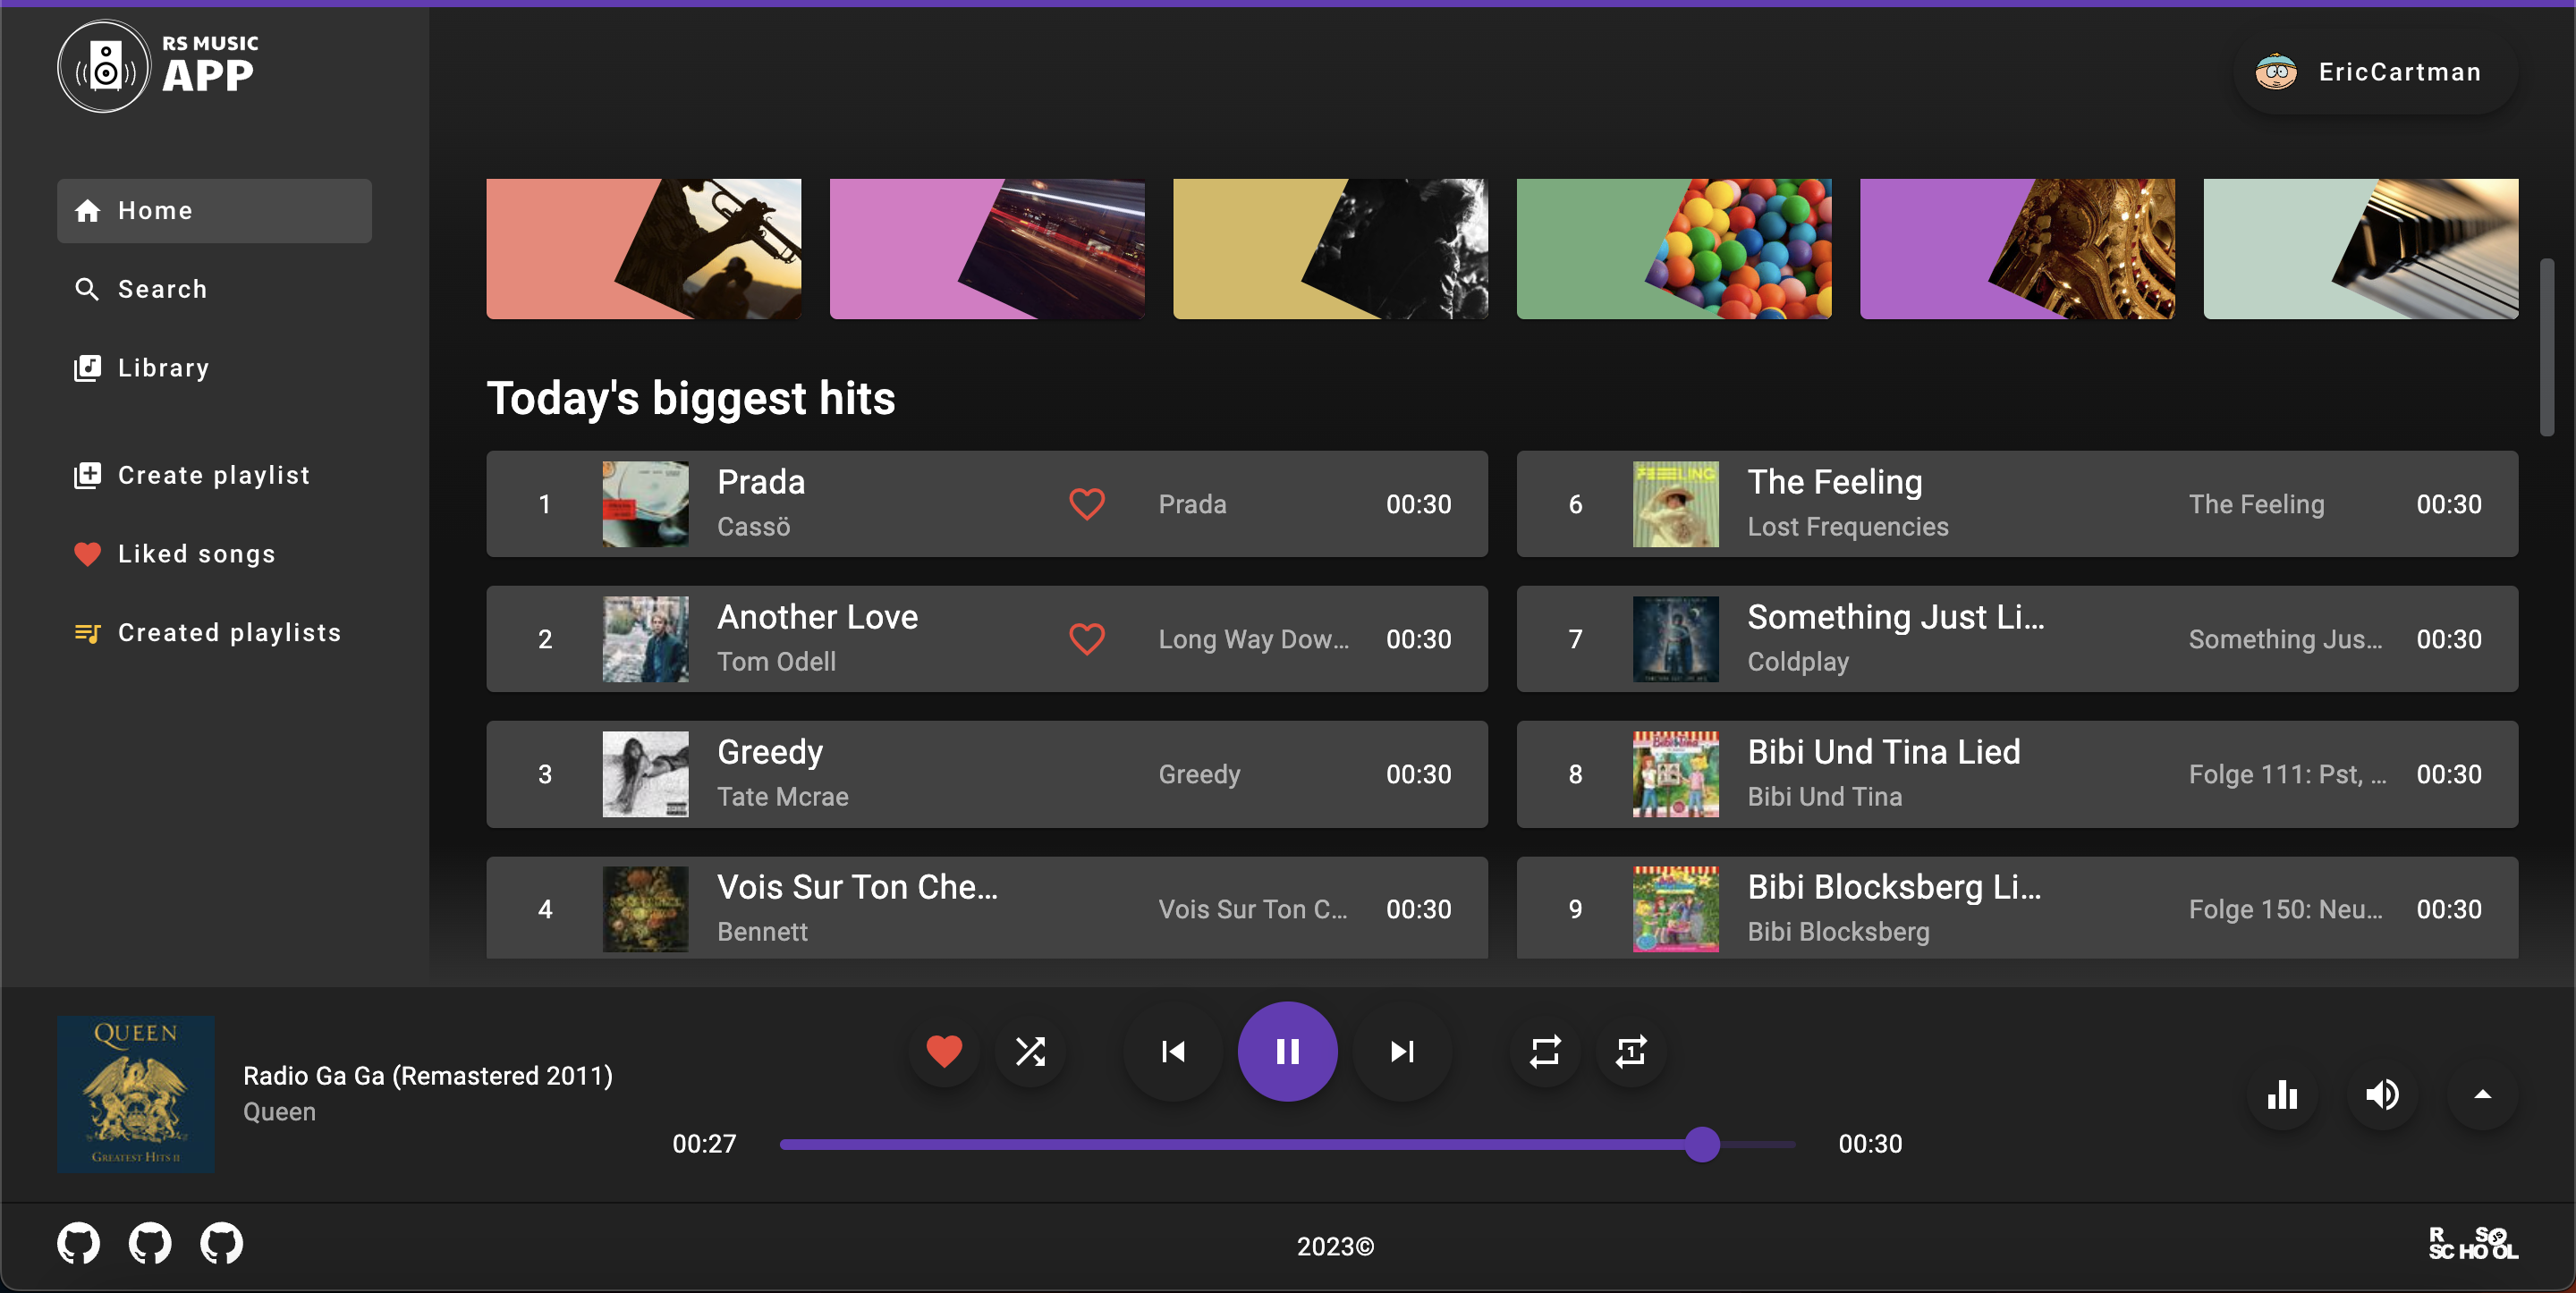 RS MUSIC
APP
EricCartman
Home
Search
Library
Create playlist
Liked songs
Created playlists
Today's biggest hits
1
Prada
Cassö
Prada
00:30
2
Another Love
Tom Odell
Long Way Dow...
00:30
3
Greedy
Tate Mcrae
Greedy
00:30
4
Vois Sur Ton Che...
Bennett
Vois Sur Ton C...
00:30
6
The Feeling
Lost Frequencies
The Feeling
00:30
7
Something Just Li...
Coldplay
Something Jus...
00:30
8
Bibi Und Tina Lied
Bibi Und Tina
Folge 111: Pst, ...
00:30
9
Bibi Blocksberg Li...
Bibi Blocksberg
Folge 150: Neu...
00:30
QUEEN
GREATEST HITS II
Radio Ga Ga (Remastered 2011)
Queen
1
00:27
00:30
2023©
RS
SCHOOL